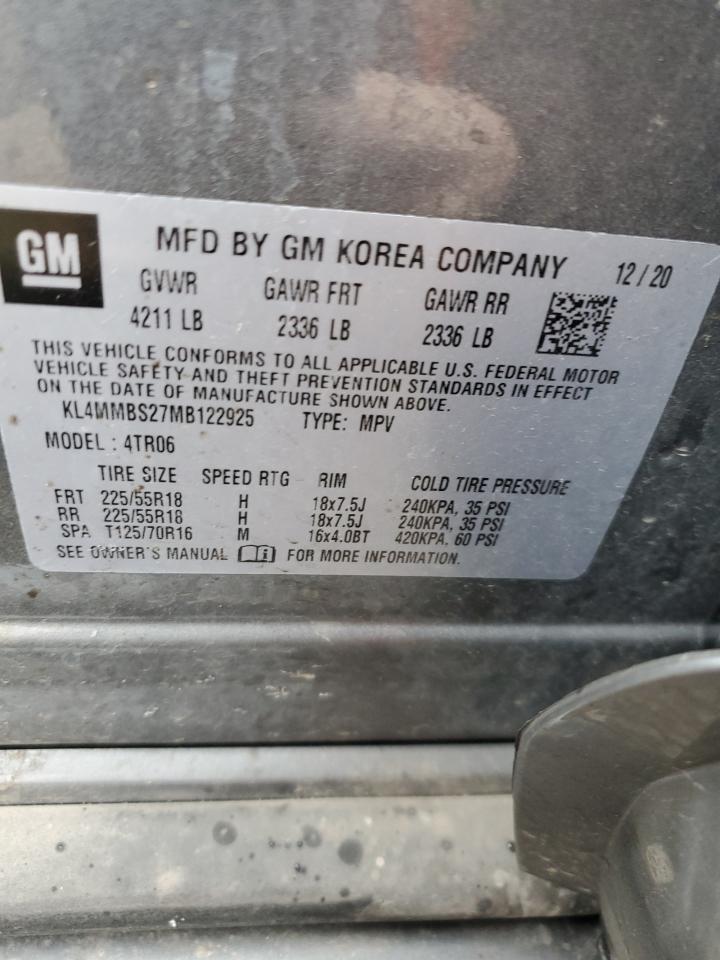 GM MFD BY GM KOREA COMPANY 12/20
GVWR GAWR FRT GAWR RR
4211 LB 2336 LB 2336 LB
THIS VEHICLE CONFORMS TO ALL APPLICABLE U.S. FEDERAL MOTOR
VEHICLE SAFETY AND THEFT PREVENTION STANDARDS IN EFFECT
ON THE DATE OF MANUFACTURE SHOWN ABOVE.
KL4MMBS27MB122925 TYPE: MPV
MODEL: 4TR06
TIRE SIZE SPEED RTG RIM COLD TIRE PRESSURE
FRT 225/55R18 H 18x7.5J 240KPA, 35 PSI
RR 225/55R18 H 18x7.5J 240KPA, 35 PSI
SPA T125/70R16 M 16x4.0BT 420KPA, 60 PSI
SEE OWNER'S MANUAL FOR MORE INFORMATION.